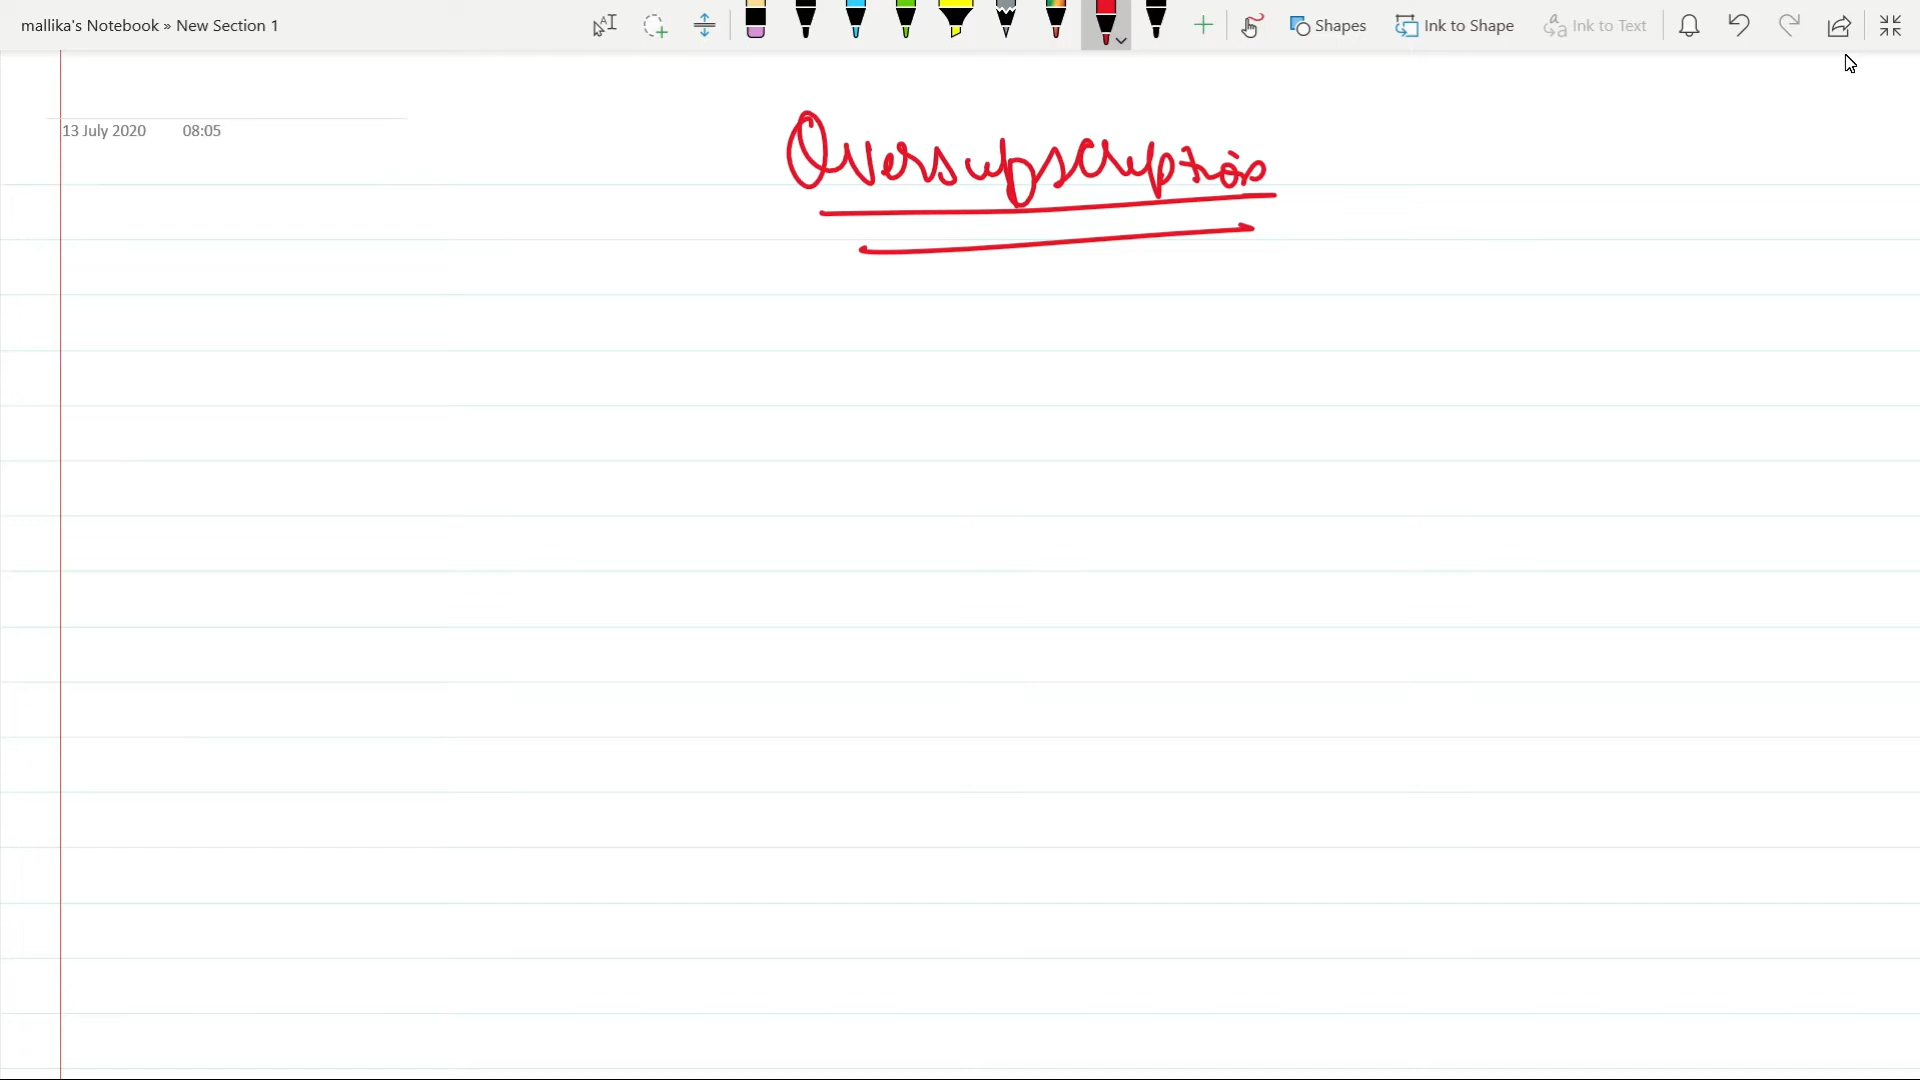 mallika's Notebook » New Section 1
Shapes
Ink to Shape
Ink to Text
13 July 2020 08:05
Oversubscription